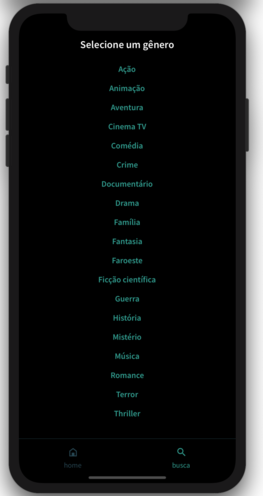 Selecione um gênero
Ação
Animação
Aventura
Cinema TV
Comédia
Crime
Documentário
Drama
Família
Fantasia
Faroeste
Ficção científica
Guerra
História
Mistério
Música
Romance
Terror
Thriller
home busca